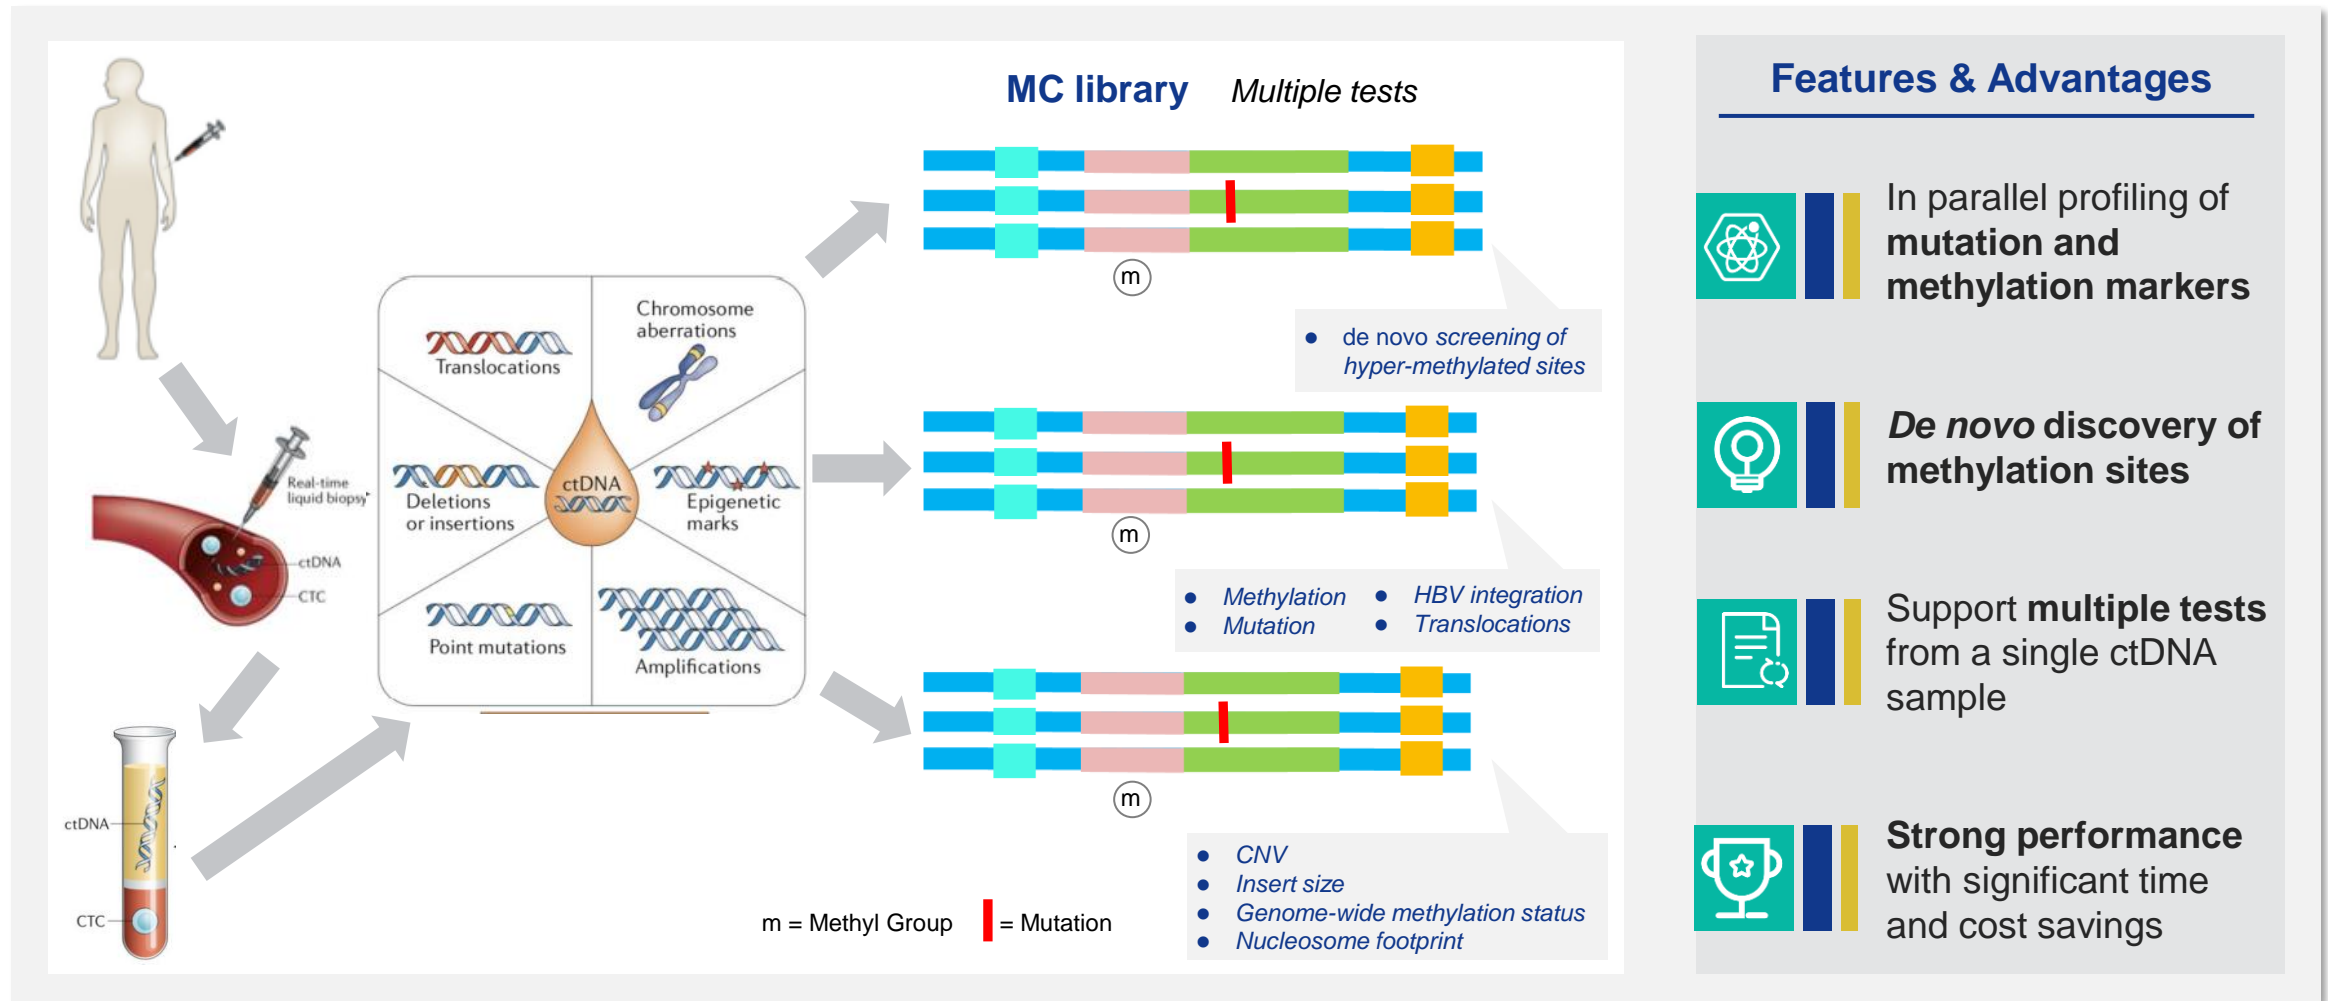 MC library Multiple tests
Real-time
liquid biopsy
ctDNA
CTC
ctDNA
CTC
Translocations
Chromosome
aberrations
Deletions
or insertions
ctDNA
Epigenetic
marks
Point mutations
Amplifications
m
● de novo screening of
hyper-methylated sites
m
● Methylation ● HBV integration
● Mutation ● Translocations
m
● CNV
● Insert size
● Genome-wide methylation status
● Nucleosome footprint
m = Methyl Group = Mutation
Features & Advantages
In parallel profiling of
mutation and
methylation markers
De novo discovery of
methylation sites
Support multiple tests
from a single ctDNA
sample
Strong performance
with significant time
and cost savings